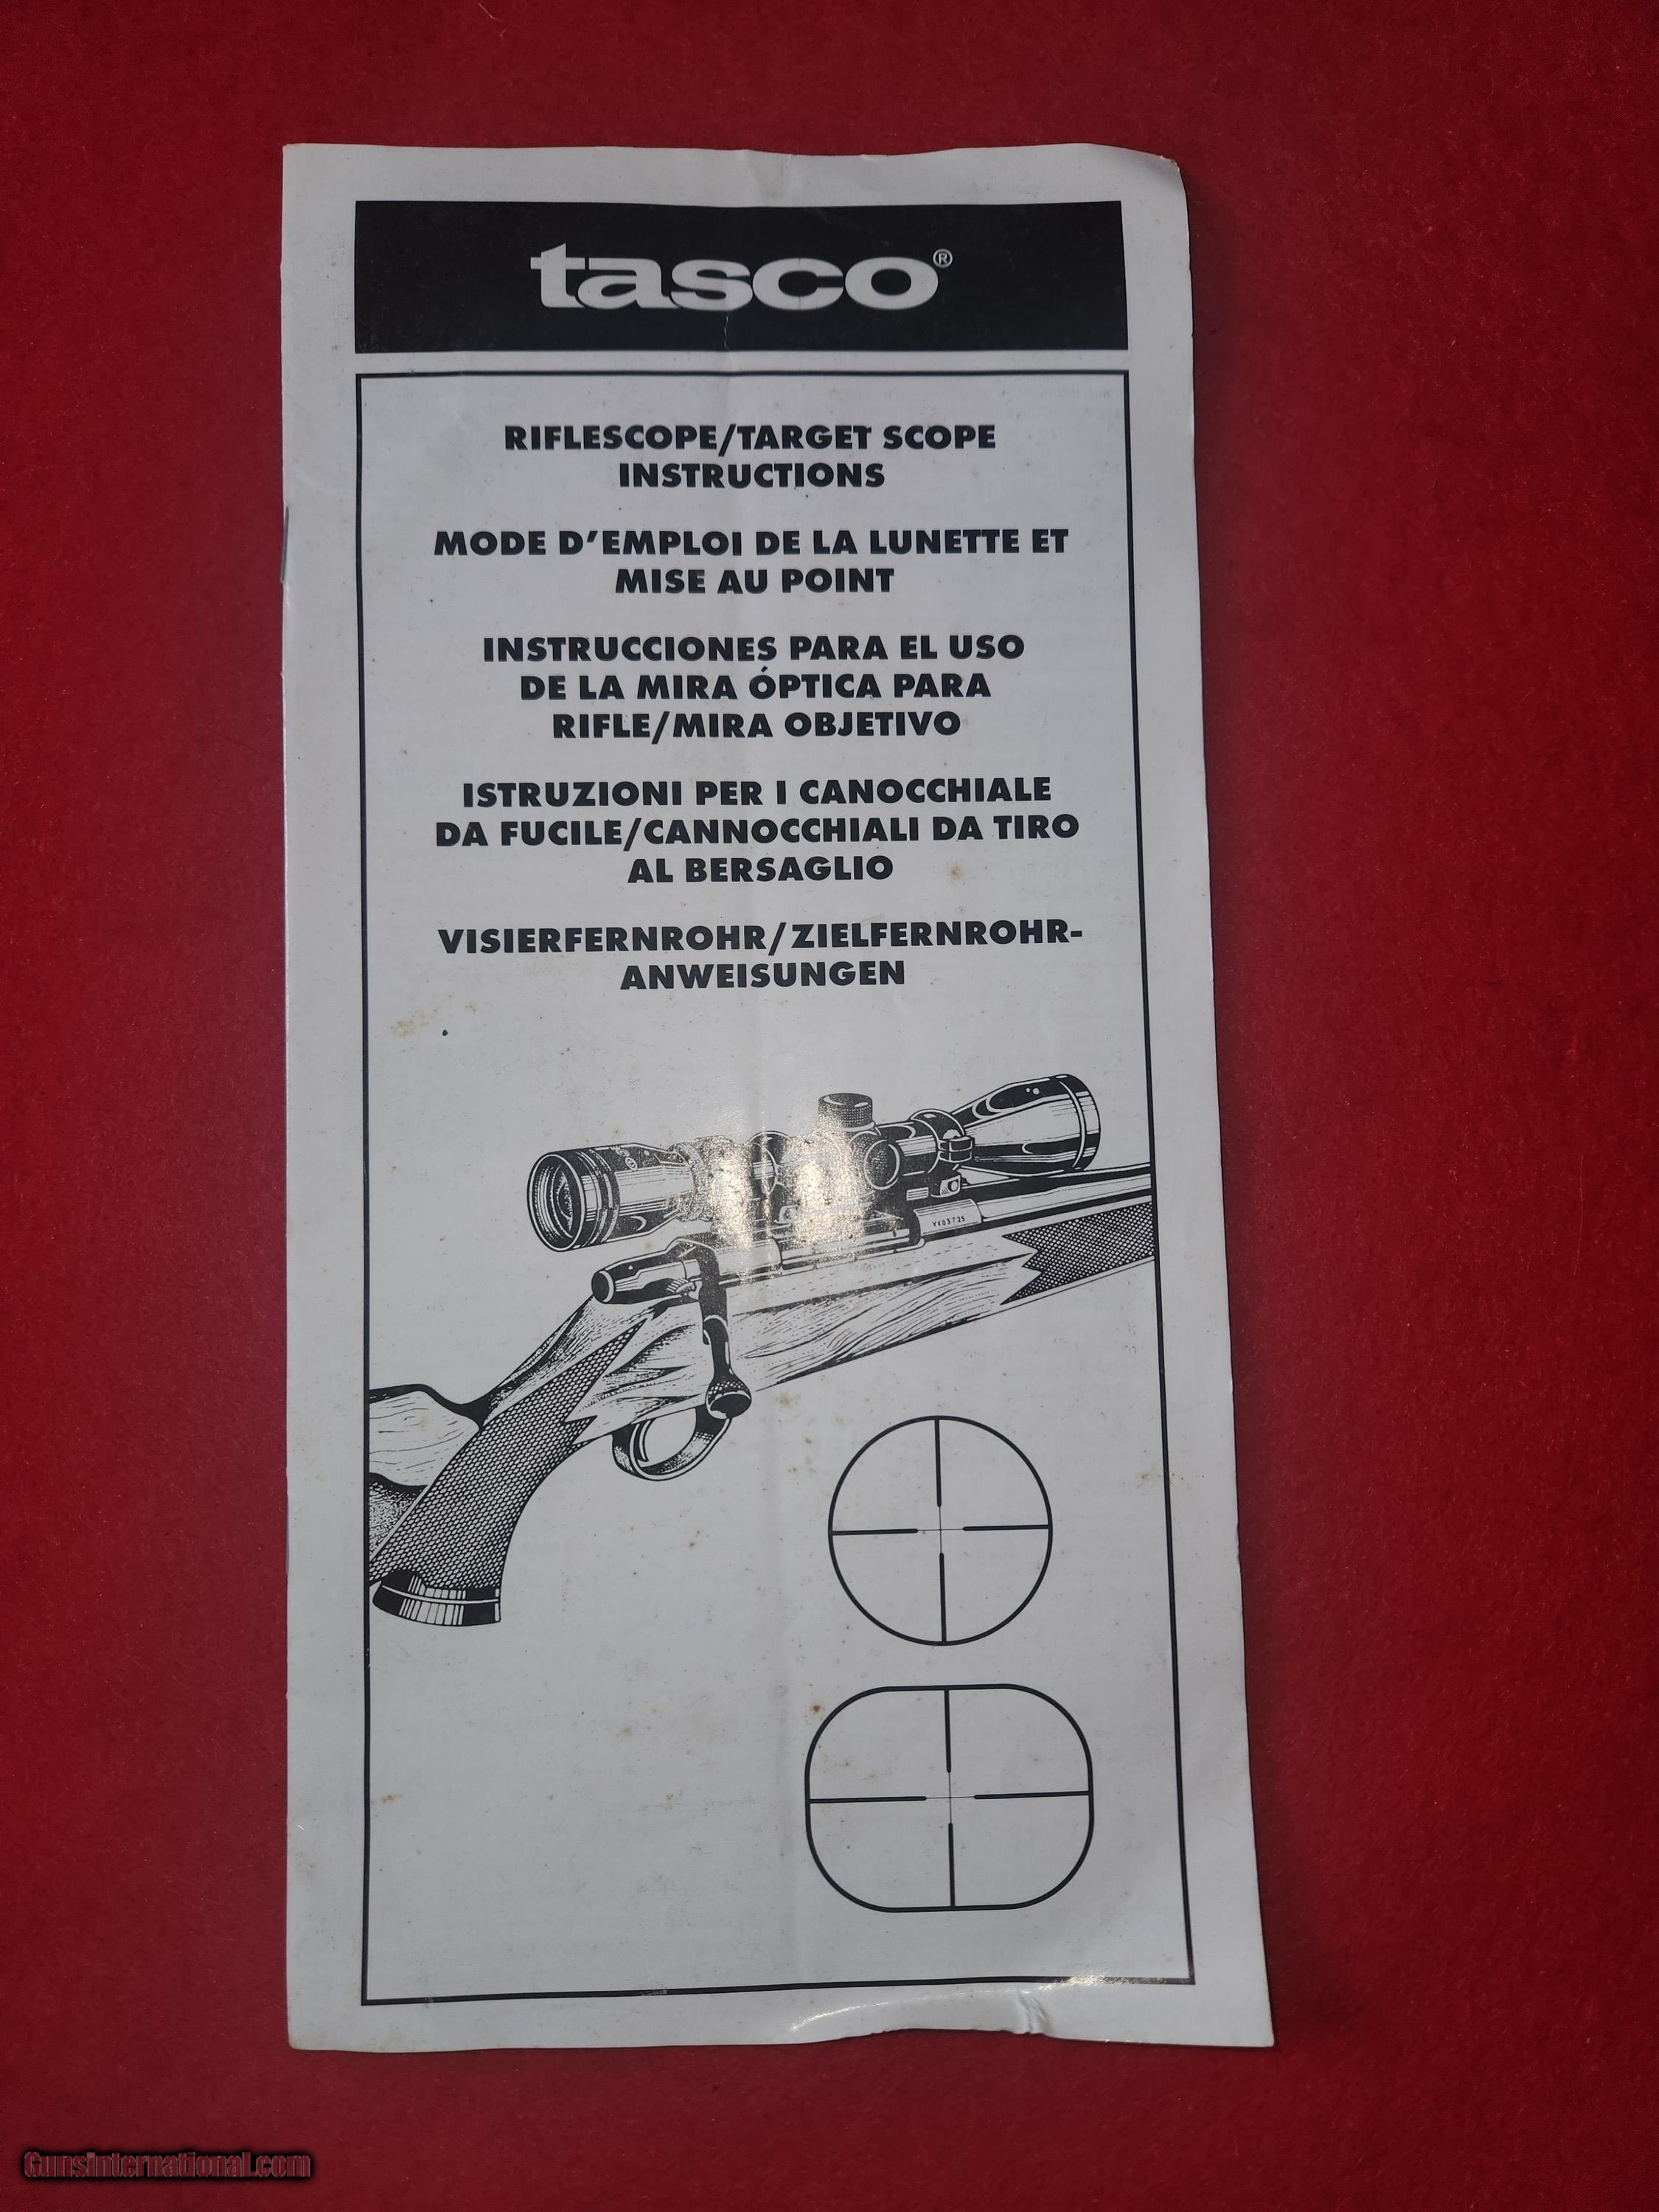 tasco®
RIFLESCOPE/TARGET SCOPE
INSTRUCTIONS
MODE D'EMPLOI DE LA LUNETTE ET
MISE AU POINT
INSTRUCCIONES PARA EL USO
DE LA MIRA ÓPTICA PARA
RIFLE/MIRA OBJETIVO
ISTRUZIONI PER I CANOCCHIALE
DA FUCILE/CANNOCCHIALI DA TIRO
AL BERSAGLIO
VISIERFERNROHR/ZIELFERNROHR-
ANWEISUNGEN
GunsInternational.com